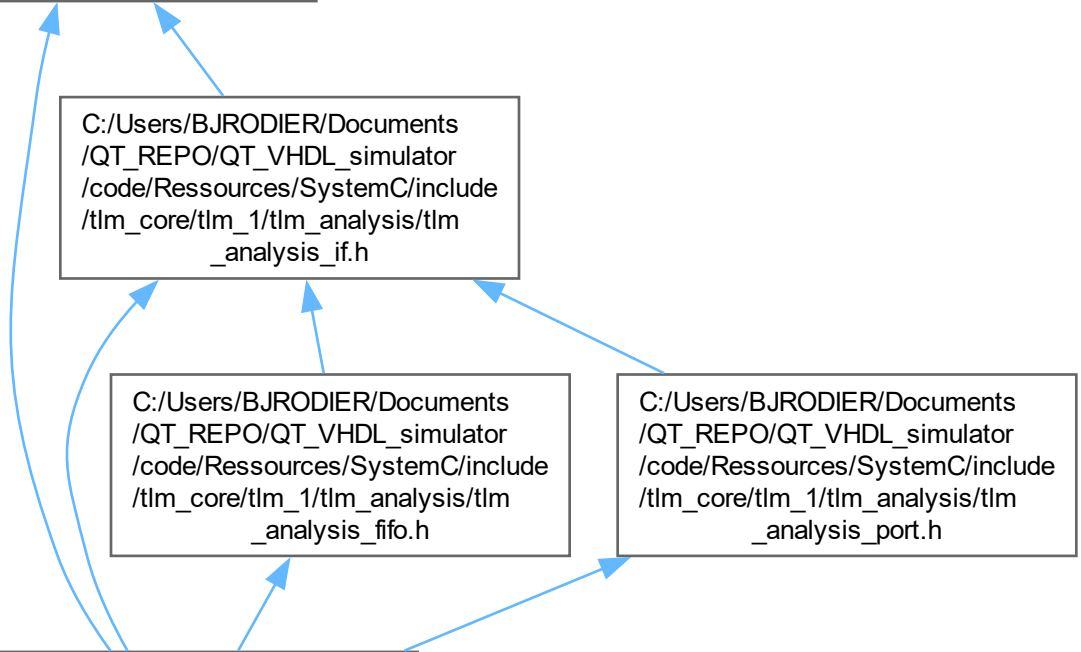 C:/Users/BJRODIER/Documents
/QT_REPO/QT_VHDL_simulator
/code/Ressources/SystemC/include
/tlm_core/tlm_1/tlm_analysis/tlm
_analysis_if.h
C:/Users/BJRODIER/Documents
/QT_REPO/QT_VHDL_simulator
/code/Ressources/SystemC/include
/tlm_core/tlm_1/tlm_analysis/tlm
_analysis_fifo.h
C:/Users/BJRODIER/Documents
/QT_REPO/QT_VHDL_simulator
/code/Ressources/SystemC/include
/tlm_core/tlm_1/tlm_analysis/tlm
_analysis_port.h